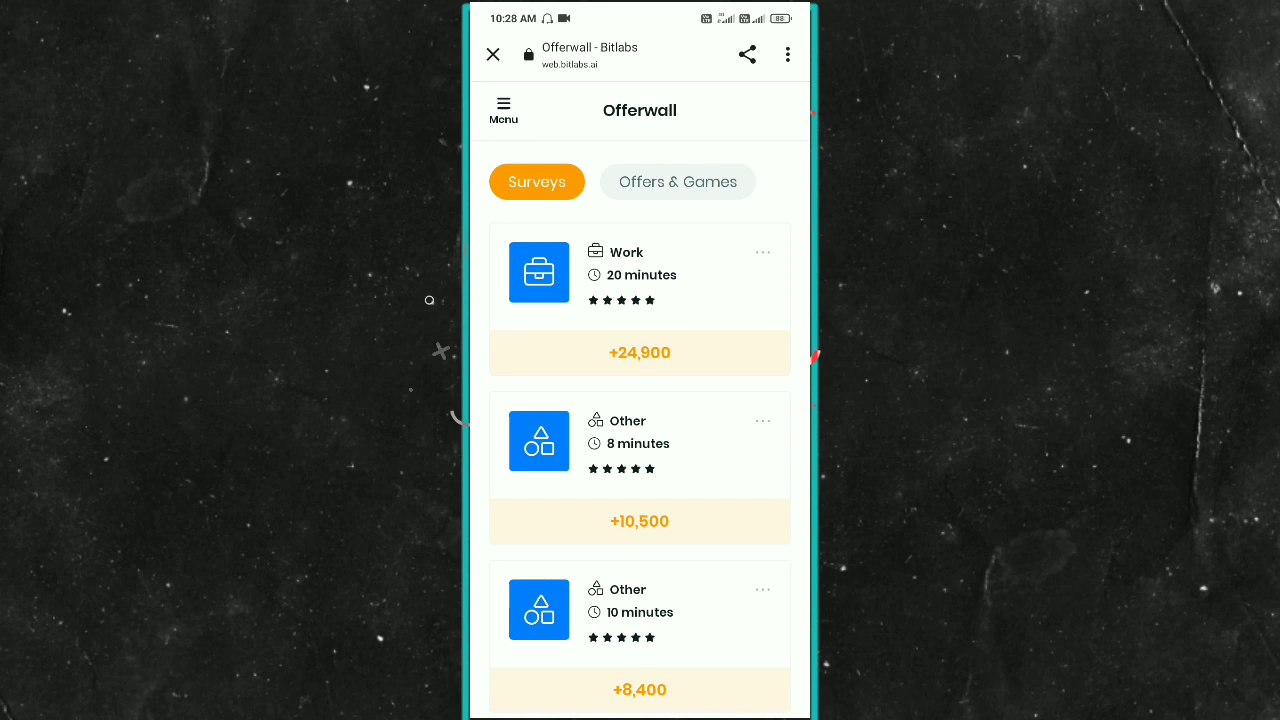 10:28 AM
88
Offerwall - Bitlabs
web.bitlabs.ai
Menu
Offerwall
Surveys
Offers & Games
Work
20 minutes
+24,900
Other
8 minutes
+10,500
Other
10 minutes
+8,400